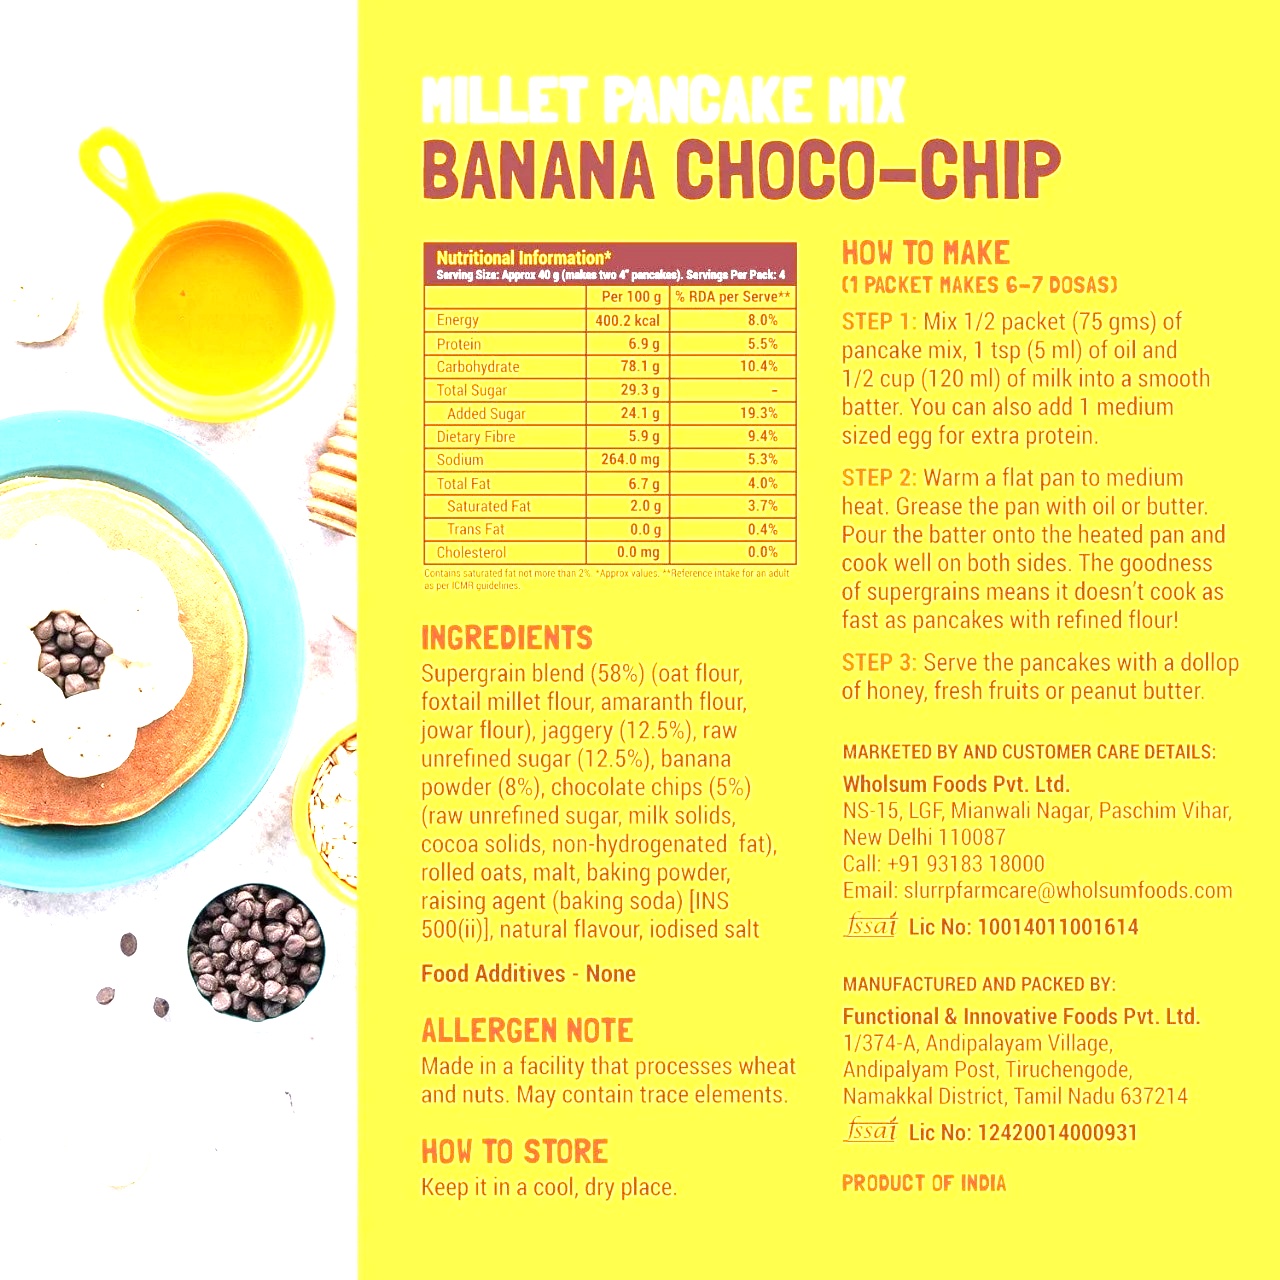 MILLET PANCAKE MIX
BANANA CHOCO-CHIP
Nutritional Information*
Serving Size: Approx 40 g (makes two 4" pancakes). Servings Per Pack: 4
Per 100 g % RDA per Serve**
Energy 400.2 kcal 8.0%
Protein 6.9 g 5.5%
Carbohydrate 78.1 g 10.4%
Total Sugar 29.3 g -
Added Sugar 24.1 g 19.3%
Dietary Fibre 5.9 g 9.4%
Sodium 264.0 mg 5.3%
Total Fat 6.7 g 4.0%
Saturated Fat 2.0 g 3.7%
Trans Fat 0.0 g 0.4%
Cholesterol 0.0 mg 0.0%
Contains saturated fat not more than 2%. *Approx values. **Reference intake for an adult
as per ICMR guidelines.
INGREDIENTS
Supergrain blend (58%) (oat flour,
foxtail millet flour, amaranth flour,
jowar flour), jaggery (12.5%), raw
unrefined sugar (12.5%), banana
powder (8%), chocolate chips (5%)
(raw unrefined sugar, milk solids,
cocoa solids, non-hydrogenated fat),
rolled oats, malt, baking powder,
raising agent (baking soda) [INS
500(ii)], natural flavour, iodised salt
Food Additives - None
ALLERGEN NOTE
Made in a facility that processes wheat
and nuts. May contain trace elements.
HOW TO STORE
Keep it in a cool, dry place.
HOW TO MAKE
(1 PACKET MAKES 6-7 DOSAS)
STEP 1: Mix 1/2 packet (75 gms) of
pancake mix, 1 tsp (5 ml) of oil and
1/2 cup (120 ml) of milk into a smooth
batter. You can also add 1 medium
sized egg for extra protein.
STEP 2: Warm a flat pan to medium
heat. Grease the pan with oil or butter.
Pour the batter onto the heated pan and
cook well on both sides. The goodness
of supergrains means it doesn't cook as
fast as pancakes with refined flour!
STEP 3: Serve the pancakes with a dollop
of honey, fresh fruits or peanut butter.
MARKETED BY AND CUSTOMER CARE DETAILS:
Wholsum Foods Pvt. Ltd.
NS-15, LGF, Mianwali Nagar, Paschim Vihar,
New Delhi 110087
Call: +91 93183 18000
Email: slurrpfarmcare@wholsumfoods.com
fssai Lic No: 10014011001614
MANUFACTURED AND PACKED BY:
Functional & Innovative Foods Pvt. Ltd.
1/374-A, Andipalayam Village,
Andipalyam Post, Tiruchengode,
Namakkal District, Tamil Nadu 637214
fssai Lic No: 12420014000931
PRODUCT OF INDIA